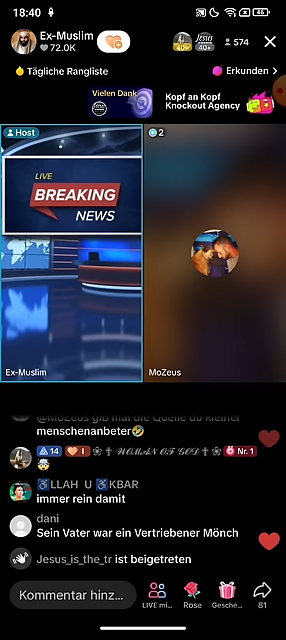 18:40
46
Ex-Muslim
72.0K
40+
40+
574
Tägliche Rangliste
Erkunden >
Vielen Dank
Kopf an Kopf
Knockout Agency
Host
2
LIVE
BREAKING
NEWS
Ex-Muslim
MoZeus
@MoZeus gib mal die Quelle du kleiner
menschenanbeter🤣
14 I ❀✝𝓦𝓞𝓜𝓐𝓝 𝓞𝓕 𝓖𝓞𝓓✝❀ Nr. 1
🤯
♿LLAH U ♿KBAR
immer rein damit
dani
Sein Vater war ein Vertriebener Mönch
Jesus_is_the_tr ist beigetreten
Kommentar hinz...
LIVE mi...
Rose
Gesche...
81